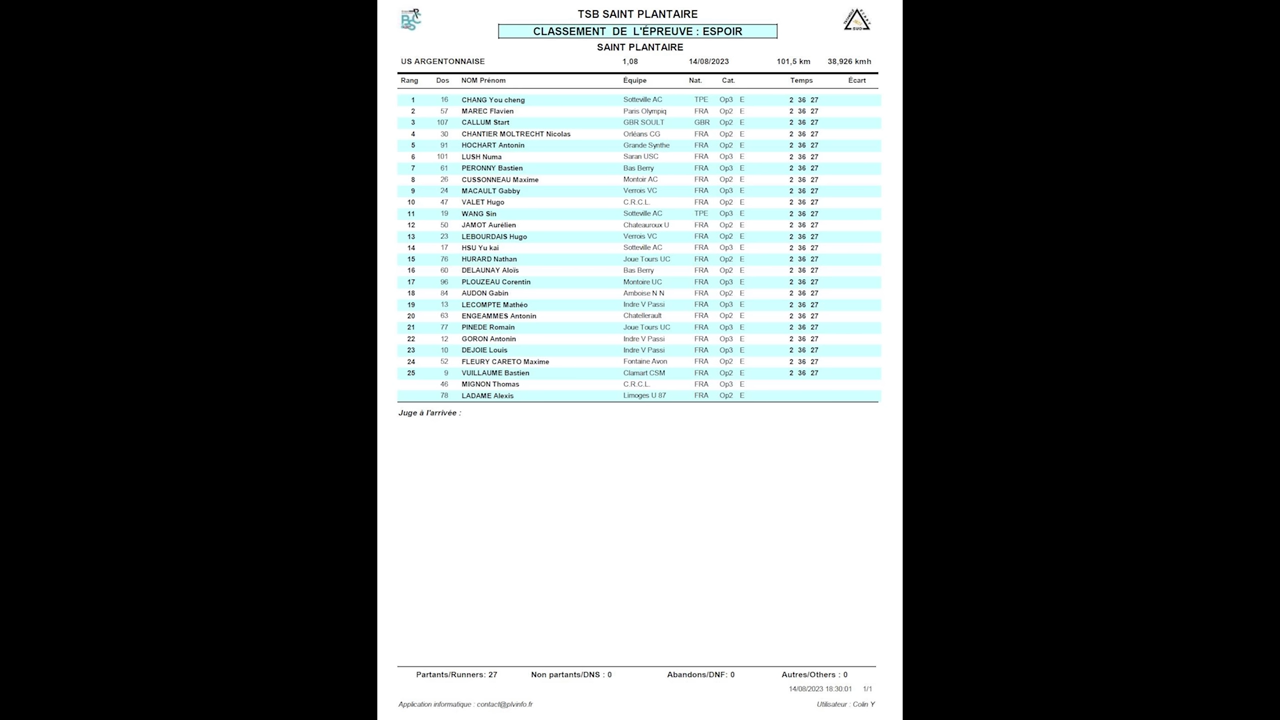 TSB SAINT PLANTAIRE
CLASSEMENT DE L'ÉPREUVE : ESPOIR
SAINT PLANTAIRE
US ARGENTONNAISE 1,08 14/08/2023 101,5 km 38,926 kmh
Rang Dos NOM Prénom Équipe Nat. Cat. Temps Écart
1 16 CHANG You cheng Sotteville AC TPE Op3 E 2 36 27
2 57 MAREC Flavien Paris Olympiq FRA Op2 E 2 36 27
3 107 CALLUM Start GBR SOULT GBR Op2 E 2 36 27
4 30 CHANTIER MOLTRECHT Nicolas Orléans CG FRA Op2 E 2 36 27
5 91 HOCHART Antonin Grande Synthe FRA Op2 E 2 36 27
6 101 LUSH Numa Saran USC FRA Op3 E 2 36 27
7 61 PERONNY Bastien Bas Berry FRA Op3 E 2 36 27
8 26 CUSSONNEAU Maxime Montoir AC FRA Op2 E 2 36 27
9 24 MACAULT Gabby Verrois VC FRA Op3 E 2 36 27
10 47 VALET Hugo C.R.C.L. FRA Op2 E 2 36 27
11 19 WANG Sin Sotteville AC TPE Op3 E 2 36 27
12 50 JAMOT Aurélien Chateauroux U FRA Op2 E 2 36 27
13 23 LEBOURDAIS Hugo Verrois VC FRA Op2 E 2 36 27
14 17 HSU Yu kai Sotteville AC FRA Op3 E 2 36 27
15 76 HURARD Nathan Joue Tours UC FRA Op2 E 2 36 27
16 60 DELAUNAY Aloïs Bas Berry FRA Op2 E 2 36 27
17 96 PLOUZEAU Corentin Montoire UC FRA Op3 E 2 36 27
18 84 AUDON Gabin Amboise N N FRA Op2 E 2 36 27
19 13 LECOMPTE Mathéo Indre V Passi FRA Op3 E 2 36 27
20 63 ENGEAMMES Antonin Chatellerault FRA Op2 E 2 36 27
21 77 PINEDE Romain Joue Tours UC FRA Op3 E 2 36 27
22 12 GORON Antonin Indre V Passi FRA Op3 E 2 36 27
23 10 DEJOIE Louis Indre V Passi FRA Op3 E 2 36 27
24 52 FLEURY CARETO Maxime Fontaine Avon FRA Op2 E 2 36 27
25 9 VUILLAUME Bastien Clamart CSM FRA Op2 E 2 36 27
46 MIGNON Thomas C.R.C.L. FRA Op3 E
78 LADAME Alexis Limoges U 87 FRA Op2 E
Juge à l'arrivée :
Partants/Runners: 27 Non partants/DNS : 0 Abandons/DNF: 0 Autres/Others : 0
14/08/2023 18:30:01 1/1
Application informatique : contact@plvinfo.fr Utilisateur : Colin Y